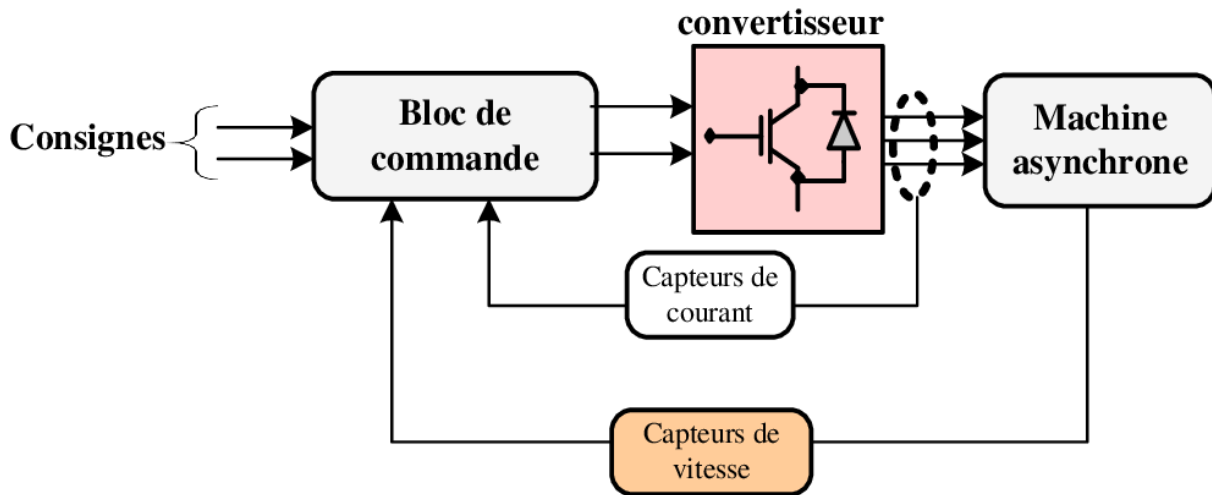 convertisseur
Consignes
Bloc de
commande
Machine
asynchrone
Capteurs de
courant
Capteurs de
vitesse